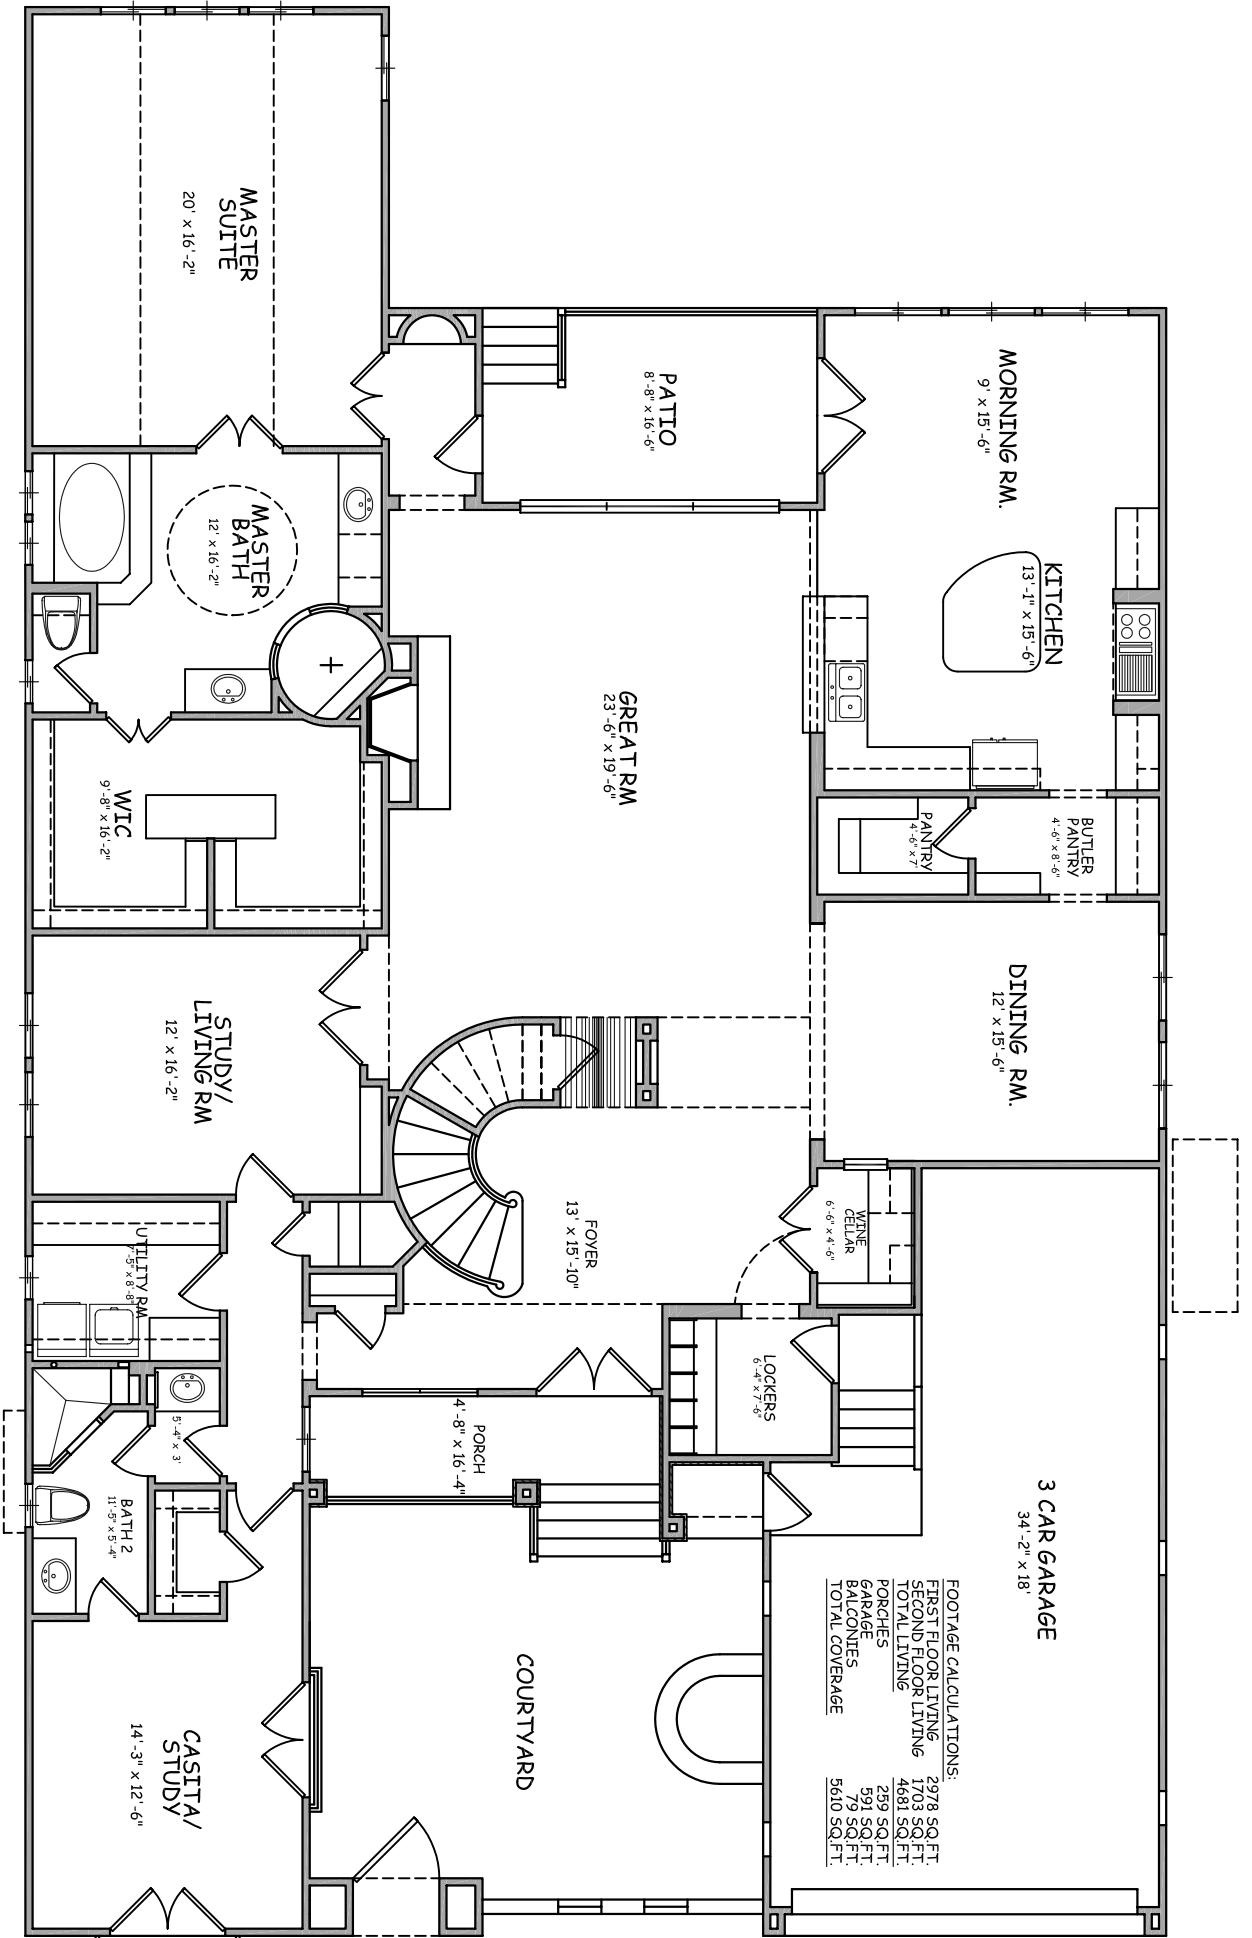 MASTER
SUITE
20' x 16'-2"
MORNING RM.
9' x 15'-6"
PATIO
8'-8" x 16'-6"
MASTER
BATH
12' x 16'-2"
KITCHEN
13'-1" x 15'-6"
GREAT RM
23'-6" x 19'-6"
WIC
9'-8" x 16'-2"
BUTLER
PANTRY
4'-6" x 8'-6"
PANTRY
4'-6" x 7'
DINING RM.
12' x 15'-6"
STUDY/
LIVING RM
12' x 16'-2"
FOYER
13' x 15'-10"
WINE
CELLAR
6'-6" x 4'-6"
UTILITY RM
7'-5" x 8'-8"
LOCKERS
6'-4" x 7'-6"
PORCH
4'-8" x 16'-4"
5'-4" x 3'
BATH 2
11'-5" x 5'-4"
3 CAR GARAGE
34'-2" x 18'
COURTYARD
CASITA/
STUDY
14'-3" x 12'-6"
FOOTAGE CALCULATIONS:
FIRST FLOOR LIVING 2978 SQ.FT.
SECOND FLOOR LIVING 1703 SQ.FT.
TOTAL LIVING 4681 SQ.FT.
PORCHES 259 SQ.FT.
GARAGE 591 SQ.FT.
BALCONIES 79 SQ.FT.
TOTAL COVERAGE 5610 SQ.FT.